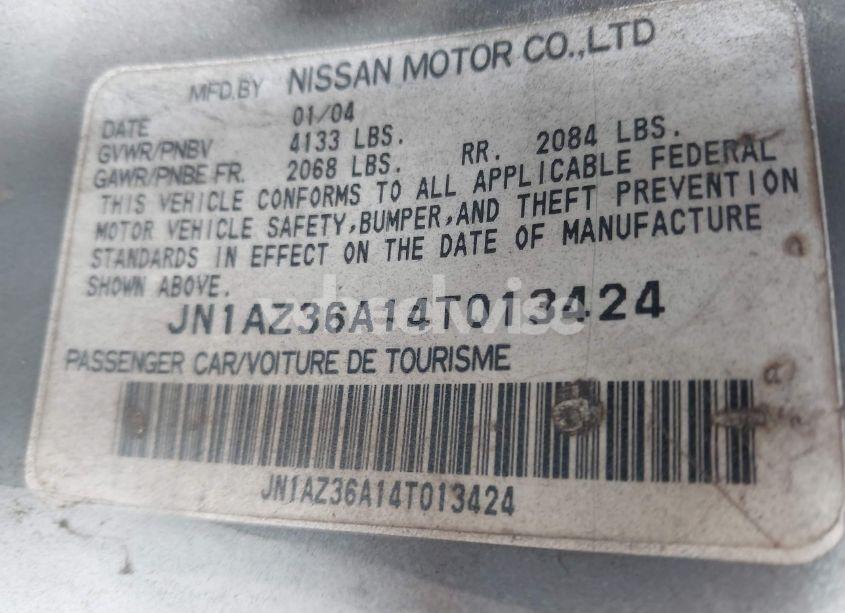 MFD.BY NISSAN MOTOR CO.,LTD
DATE 01/04
GVWR/PNBV 4133 LBS.
GAWR/PNBE FR. 2068 LBS. RR. 2084 LBS.
THIS VEHICLE CONFORMS TO ALL APPLICABLE FEDERAL
MOTOR VEHICLE SAFETY,BUMPER,AND THEFT PREVENTION
STANDARDS IN EFFECT ON THE DATE OF MANUFACTURE
SHOWN ABOVE.
JN1AZ36A14T013424
PASSENGER CAR/VOITURE DE TOURISME
JN1AZ36A14T013424